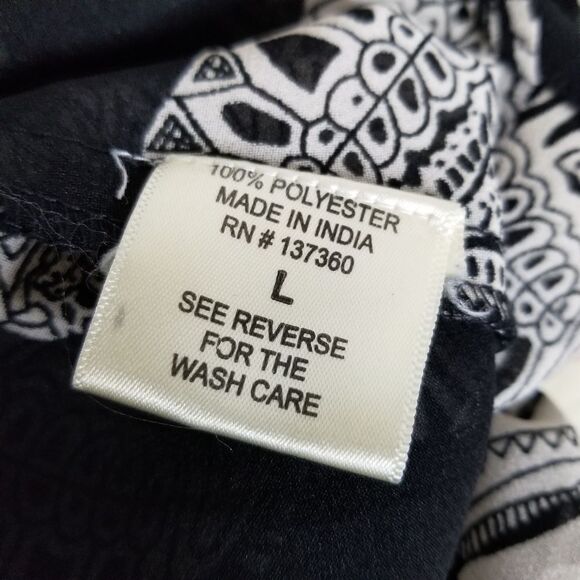 100% POLYESTER
MADE IN INDIA
RN # 137360
L
SEE REVERSE
FOR THE
WASH CARE